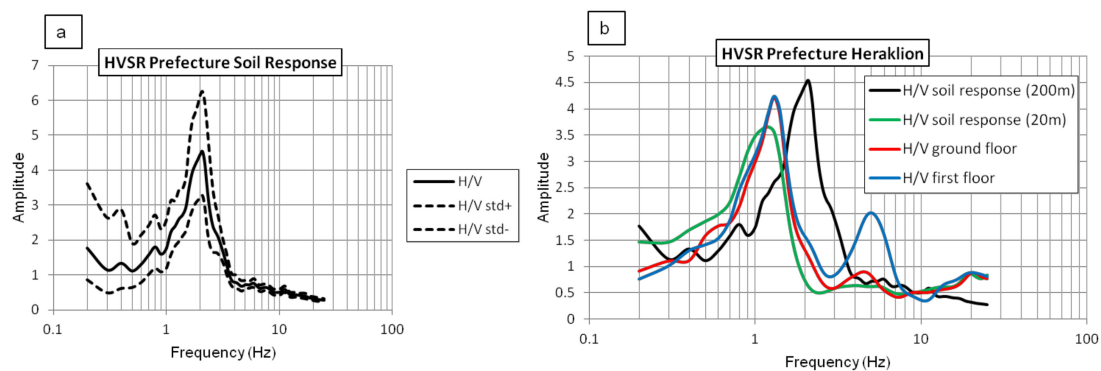 a
HVSR Prefecture Soil Response
7
6
5
4
3
2
1
0
Amplitude
0.1 1 10 100
Frequency (Hz)
H/V
H/V std+
H/V std-
b
HVSR Prefecture Heraklion
5
4.5
4
3.5
3
2.5
2
1.5
1
0.5
0
Amplitude
0.1 1 10 100
Frequency (Hz)
H/V soil response (200m)
H/V soil response (20m)
H/V ground floor
H/V first floor